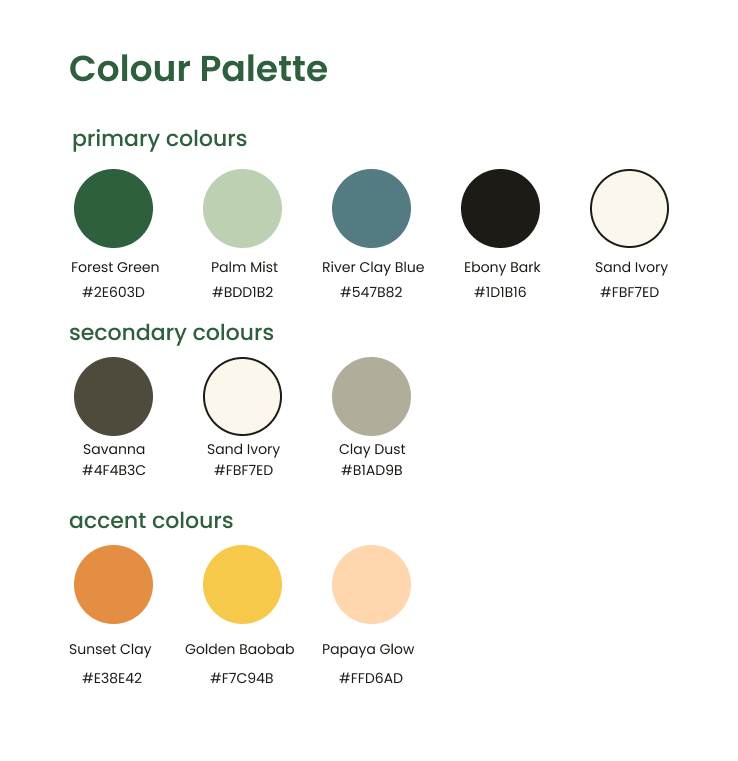 Colour Palette
primary colours
Forest Green Palm Mist River Clay Blue Ebony Bark Sand Ivory
#2E603D #BDD1B2 #547B82 #1D1B16 #FBF7ED
secondary colours
Savanna Sand Ivory Clay Dust
#4F4B3C #FBF7ED #B1AD9B
accent colours
Sunset Clay Golden Baobab Papaya Glow
#E38E42 #F7C94B #FFD6AD